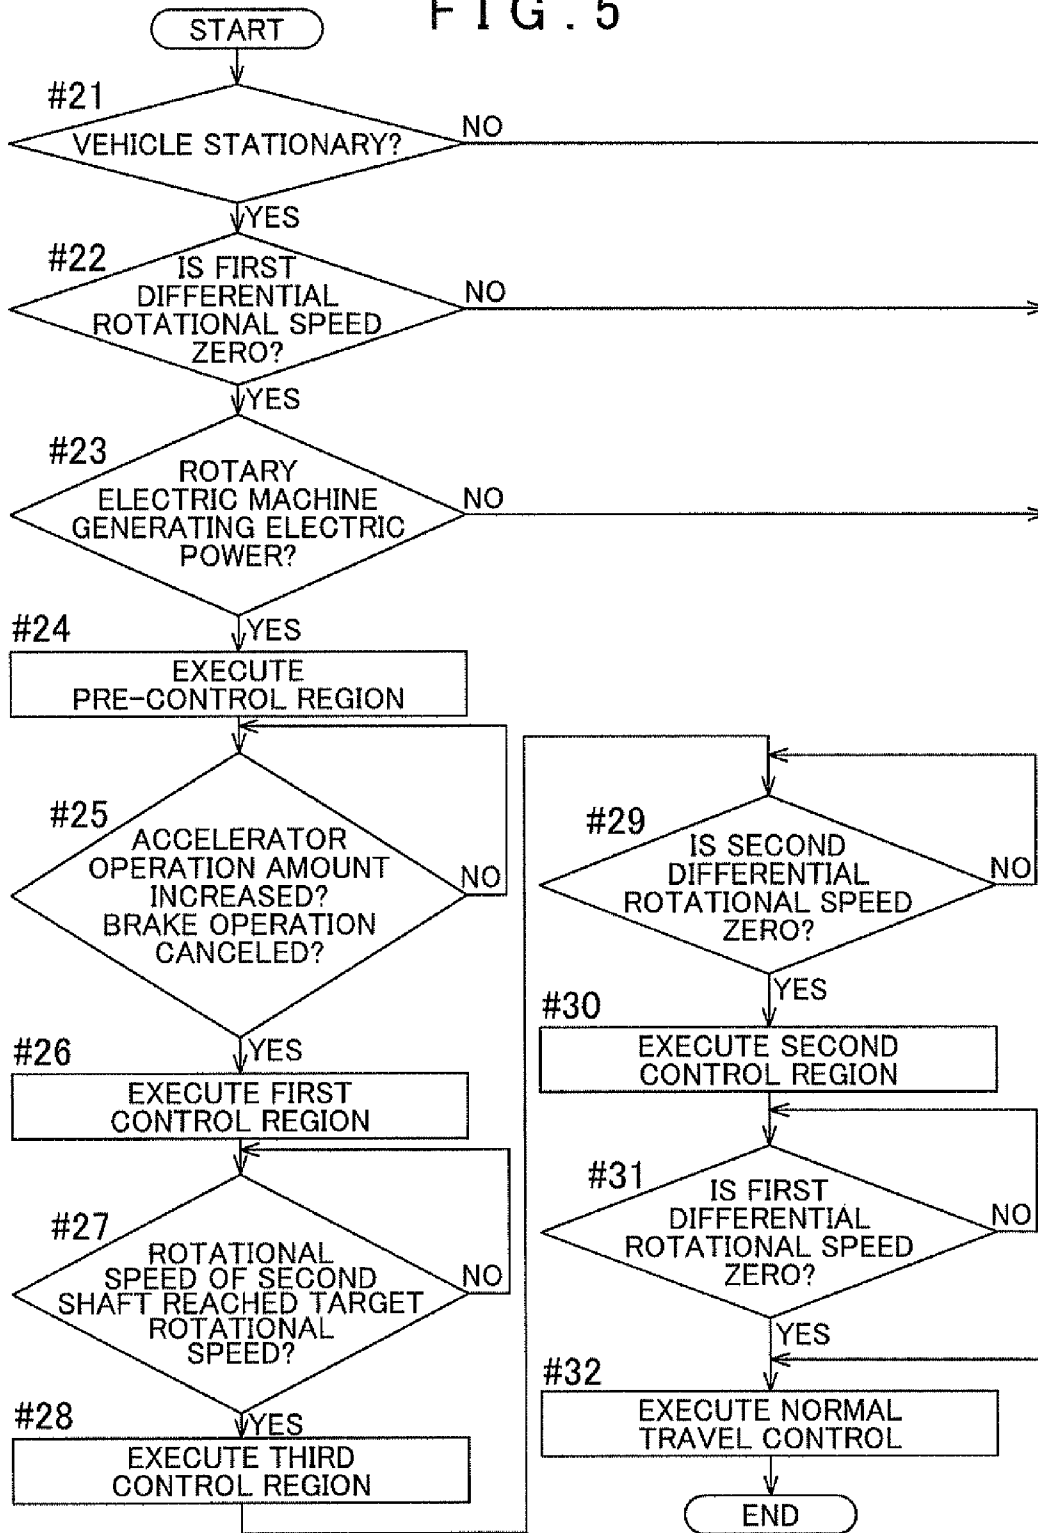 FIG.5
START
#21
VEHICLE STATIONARY?
NO
YES
#22
IS FIRST
DIFFERENTIAL
ROTATIONAL SPEED
ZERO?
NO
YES
#23
ROTARY
ELECTRIC MACHINE
GENERATING ELECTRIC
POWER?
NO
YES
#24
EXECUTE
PRE-CONTROL REGION
#25
ACCELERATOR
OPERATION AMOUNT
INCREASED?
BRAKE OPERATION
CANCELED?
NO
YES
#26
EXECUTE FIRST
CONTROL REGION
#27
ROTATIONAL
SPEED OF SECOND
SHAFT REACHED TARGET
ROTATIONAL
SPEED?
NO
YES
#28
EXECUTE THIRD
CONTROL REGION
#29
IS SECOND
DIFFERENTIAL
ROTATIONAL SPEED
ZERO?
NO
YES
#30
EXECUTE SECOND
CONTROL REGION
#31
IS FIRST
DIFFERENTIAL
ROTATIONAL SPEED
ZERO?
NO
YES
#32
EXECUTE NORMAL
TRAVEL CONTROL
END